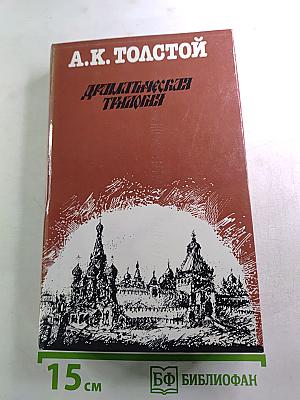 А.К. ТОЛСТОЙ
ДРАМАТИЧЕСКАЯ
ТРИЛОГИЯ
15 см
БФ БИБЛИОФАН